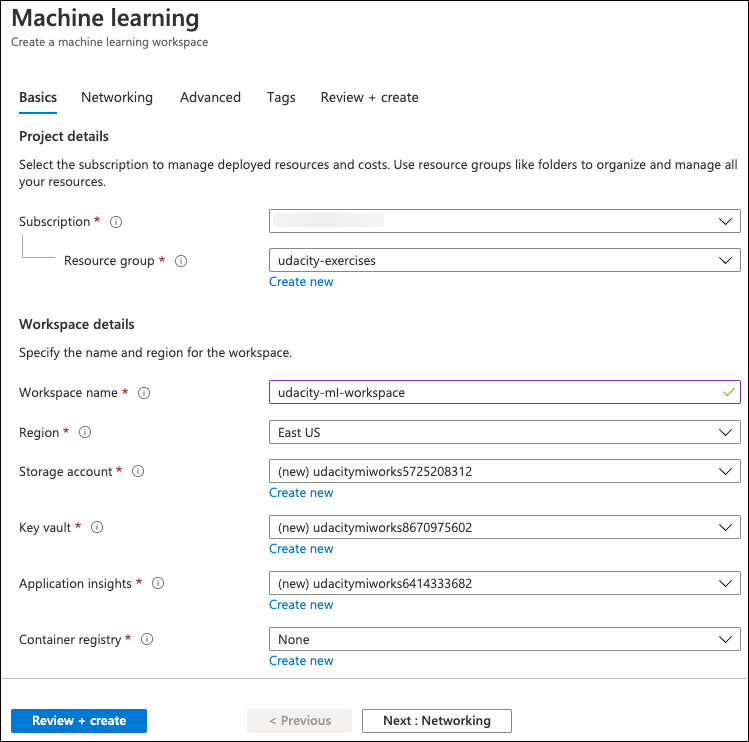 Machine learning
Create a machine learning workspace
Basics Networking Advanced Tags Review + create
Project details
Select the subscription to manage deployed resources and costs. Use resource groups like folders to organize and manage all
your resources.
Subscription *
Resource group * udacity-exercises
Create new
Workspace details
Specify the name and region for the workspace.
Workspace name * udacity-ml-workspace
Region * East US
Storage account * (new) udacitymlworks5725208312
Create new
Key vault * (new) udacitymlworks8670975602
Create new
Application insights * (new) udacitymlworks6414333682
Create new
Container registry * None
Create new
Review + create < Previous Next : Networking